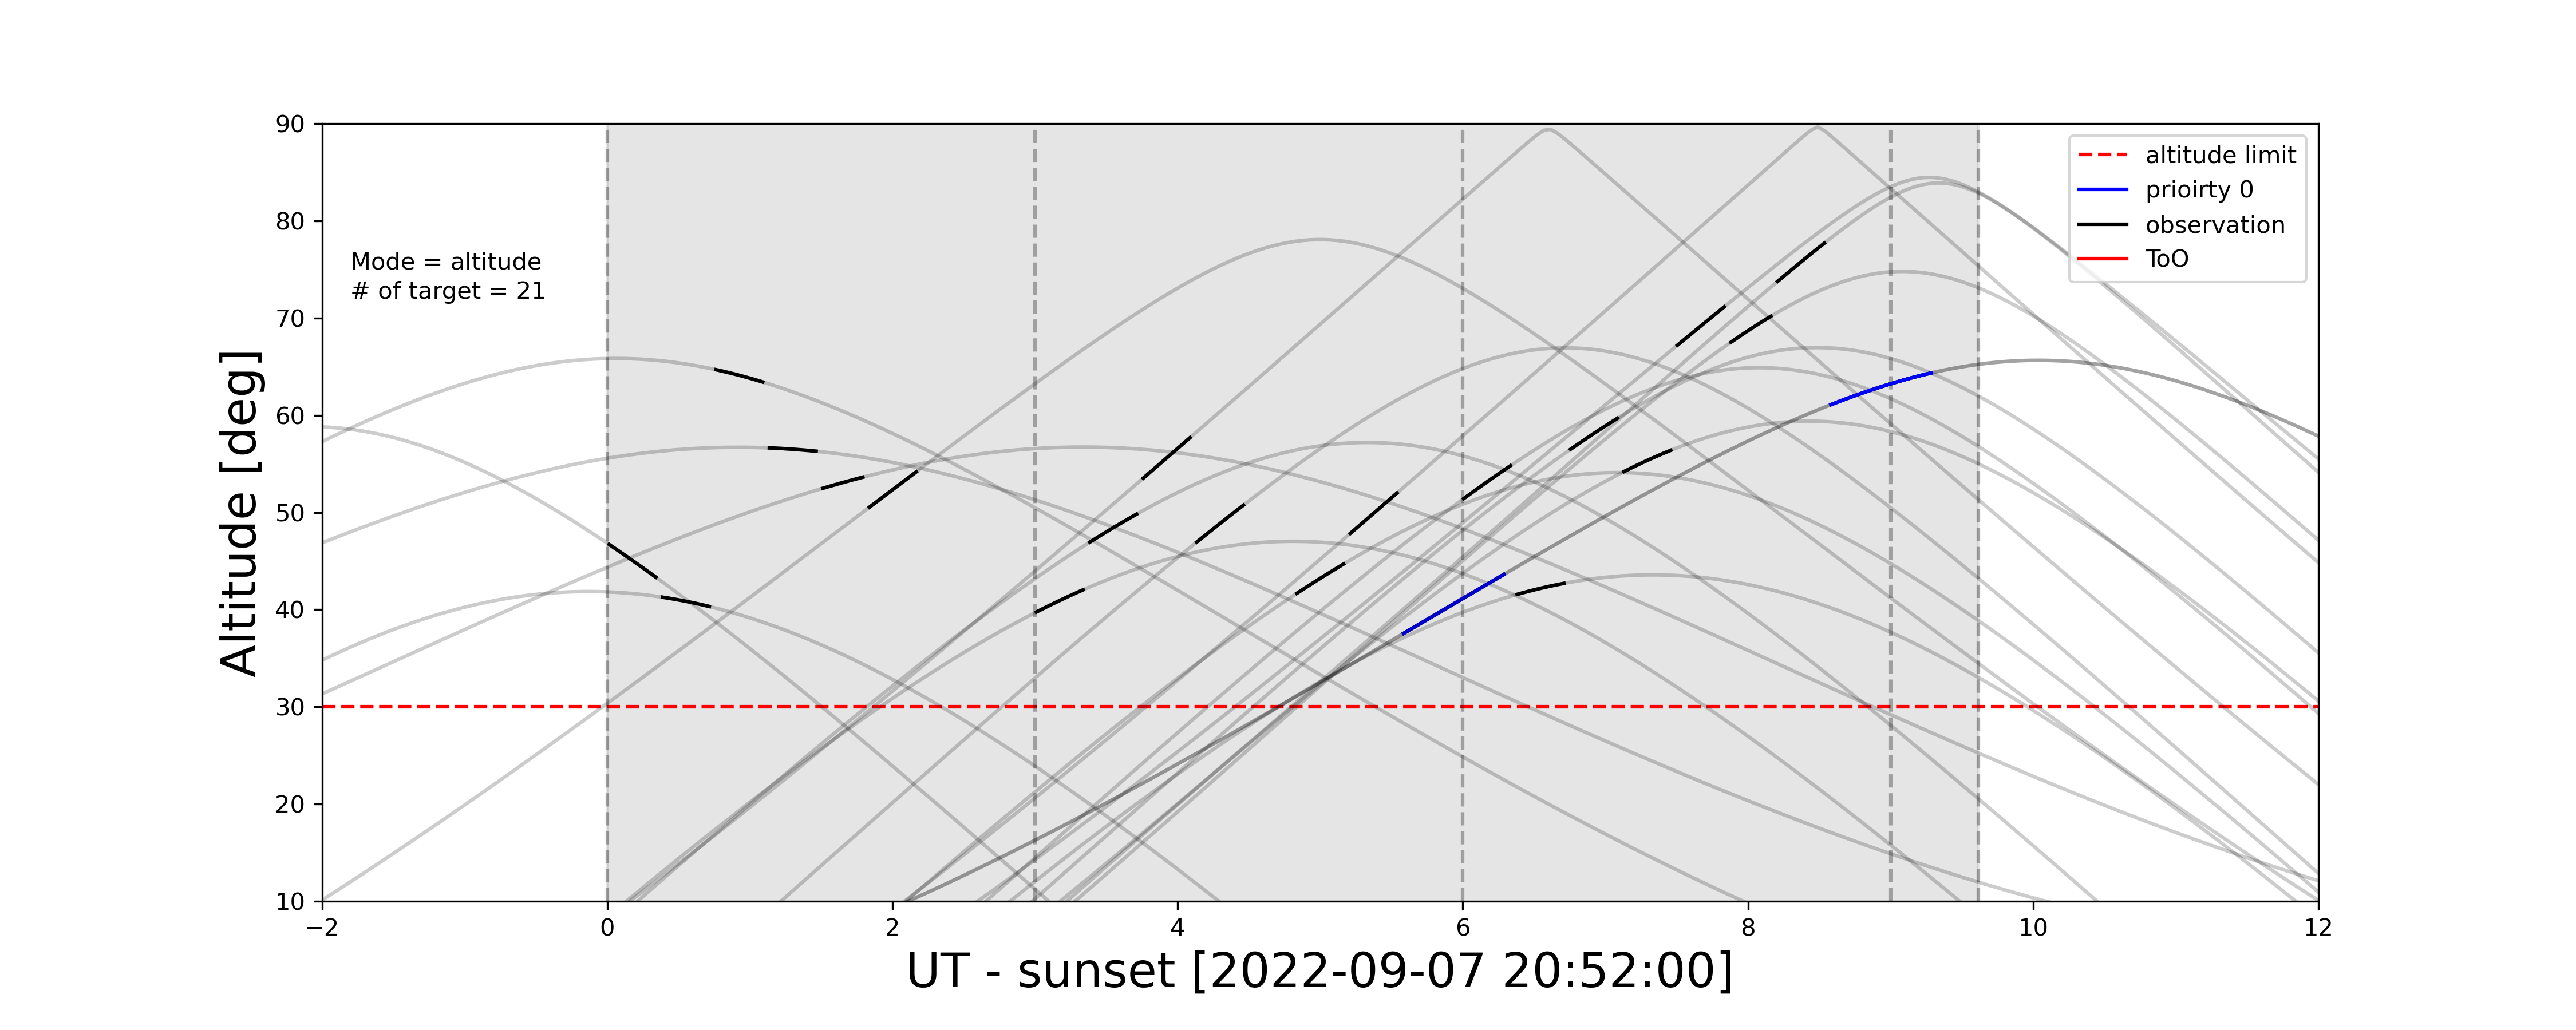 90
80
70
60
50
40
30
20
10
Altitude [deg]
Mode = altitude
# of target = 21
altitude limit
prioirty 0
observation
ToO
−2 0 2 4 6 8 10 12
UT - sunset [2022-09-07 20:52:00]